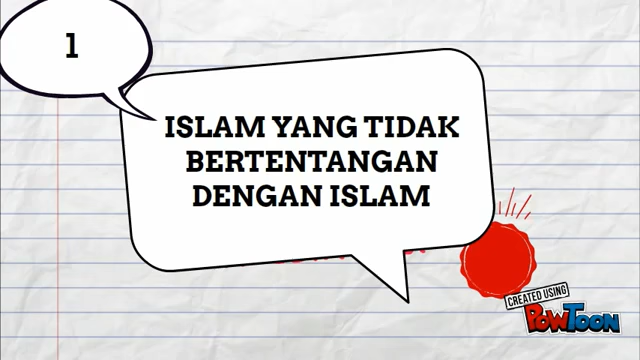 1
ISLAM YANG TIDAK
BERTENTANGAN
DENGAN ISLAM
CREATED USING
POWTOON